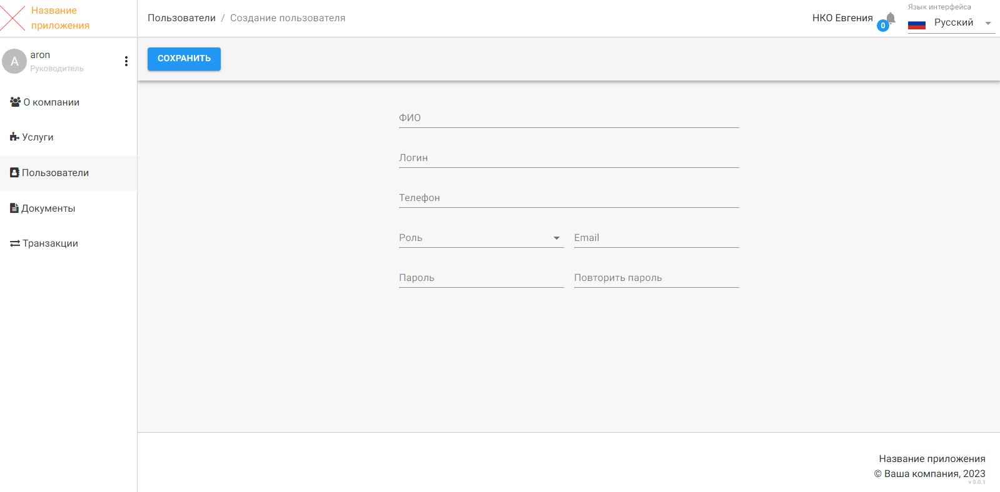 Название
приложения
Пользователи / Создание пользователя
НКО Евгения
0
Язык интерфейса
Русский
A
aron
Руководитель
СОХРАНИТЬ
О компании
Услуги
Пользователи
Документы
Транзакции
ФИО
Логин
Телефон
Роль
Email
Пароль
Повторить пароль
Название приложения
© Ваша компания, 2023
v 0.0.1